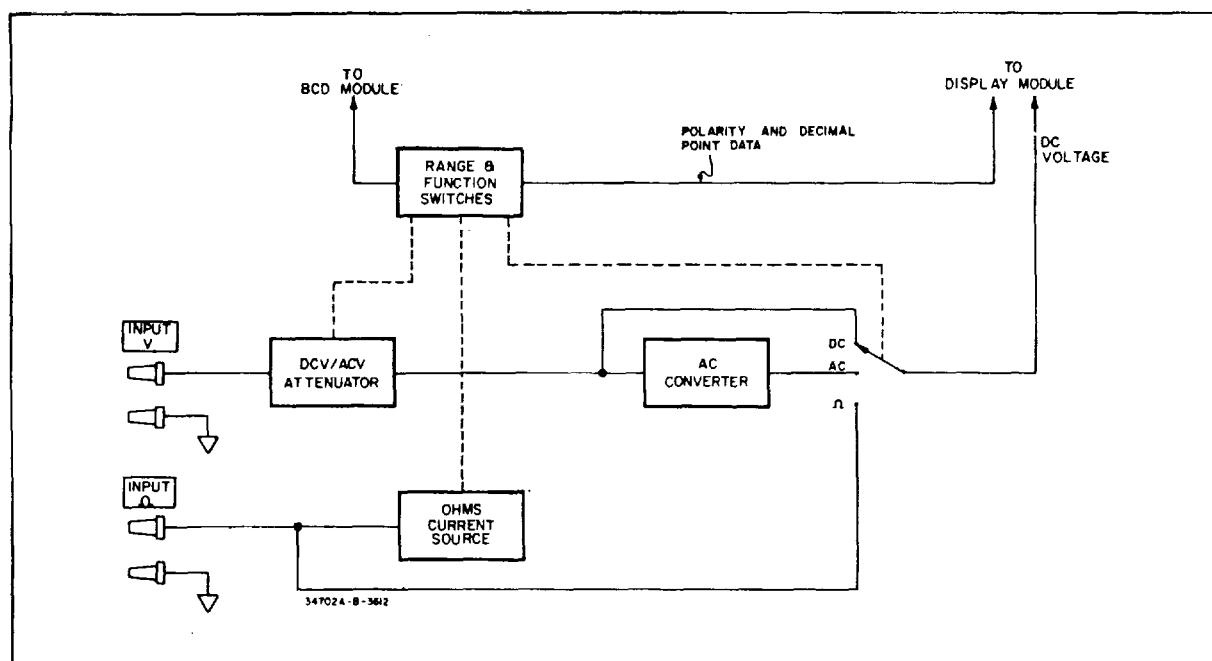 TO
BCD MODULE
TO
DISPLAY MODULE
POLARITY AND DECIMAL
POINT DATA
DC
VOLTAGE
RANGE &
FUNCTION
SWITCHES
INPUT
V
DCV/ACV
ATTENUATOR
AC
CONVERTER
DC
AC
Ω
INPUT
Ω
OHMS
CURRENT
SOURCE
34702A-B-3612